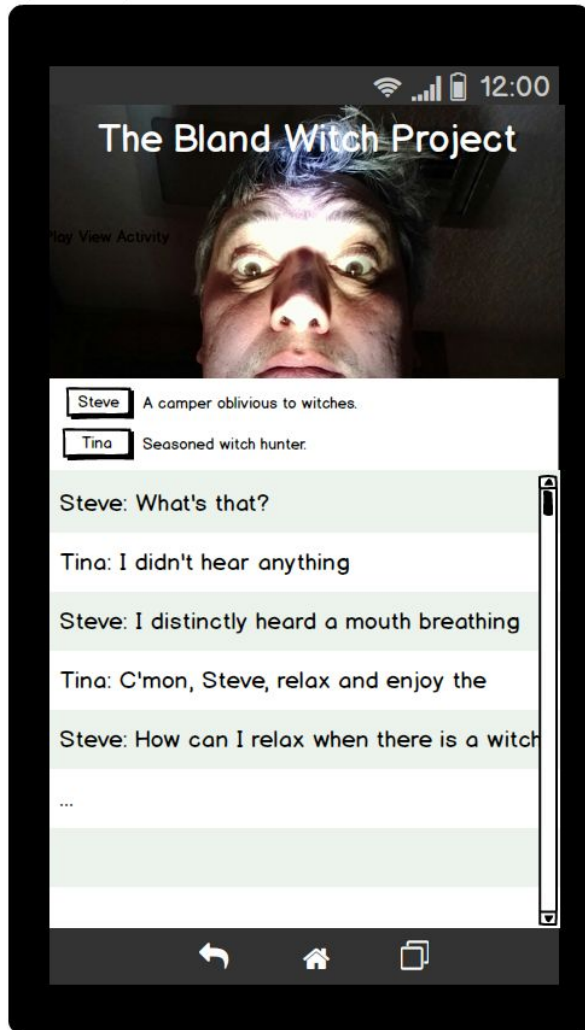 12:00
The Bland Witch Project
Play View Activity
Steve A camper oblivious to witches.
Tina Seasoned witch hunter.
Steve: What's that?
Tina: I didn't hear anything
Steve: I distinctly heard a mouth breathing
Tina: C'mon, Steve, relax and enjoy the
Steve: How can I relax when there is a witch
...